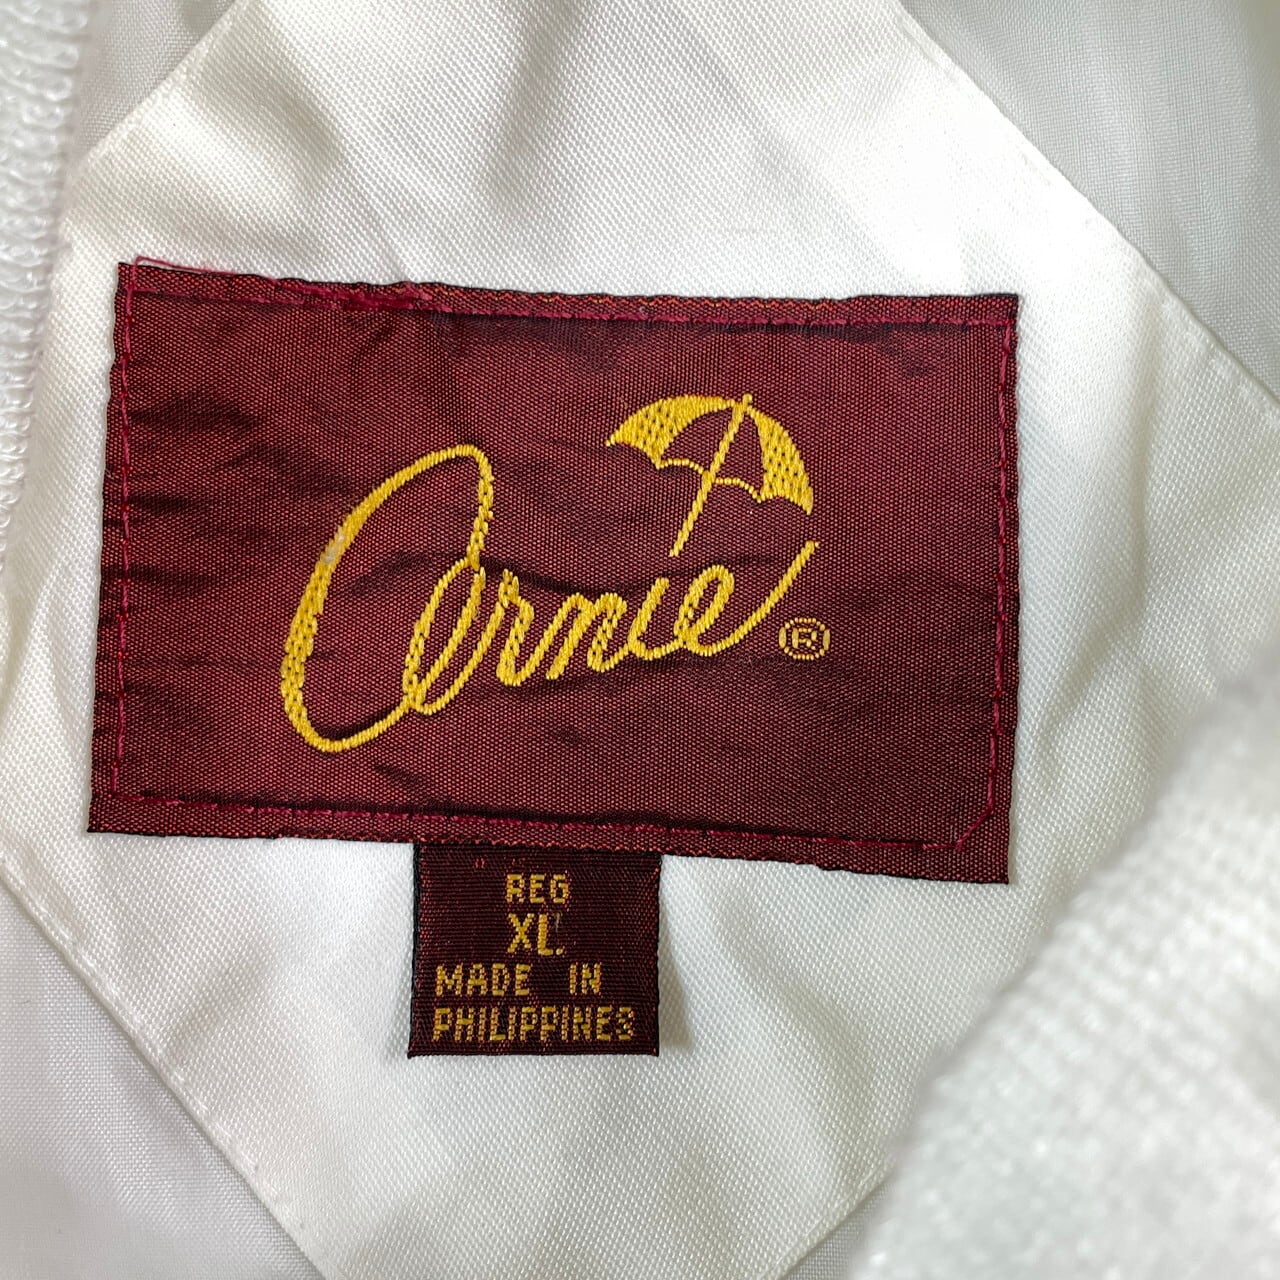 Arnie®
REG
XL
MADE IN
PHILIPPINES